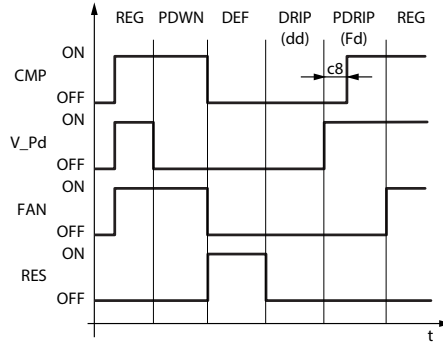 REG PDWN DEF DRIP PDRIP REG
(dd) (Fd)
ON
CMP
c8
OFF
ON
V_Pd
OFF
ON
FAN
OFF
ON
RES
OFF
t